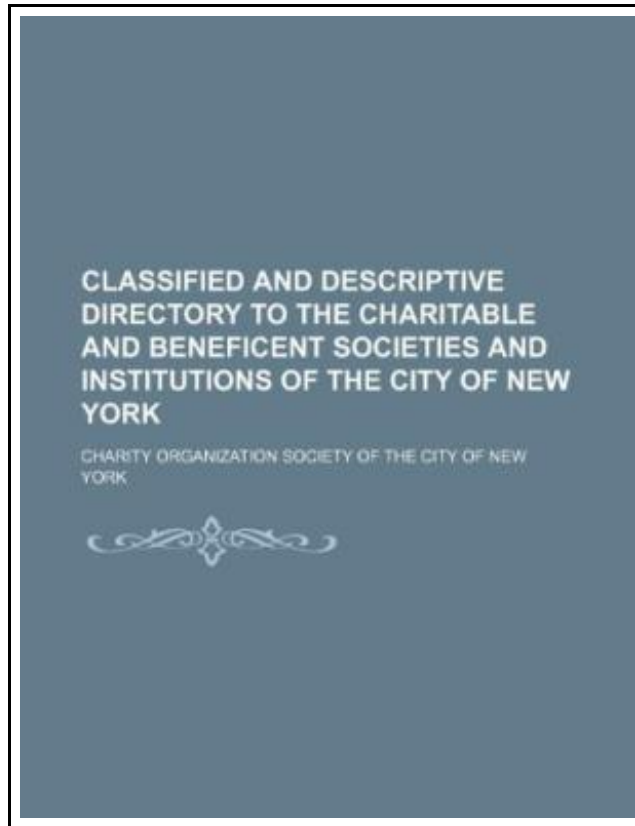 CLASSIFIED AND DESCRIPTIVE
DIRECTORY TO THE CHARITABLE
AND BENEFICENT SOCIETIES AND
INSTITUTIONS OF THE CITY OF NEW
YORK
CHARITY ORGANIZATION SOCIETY OF THE CITY OF NEW
YORK